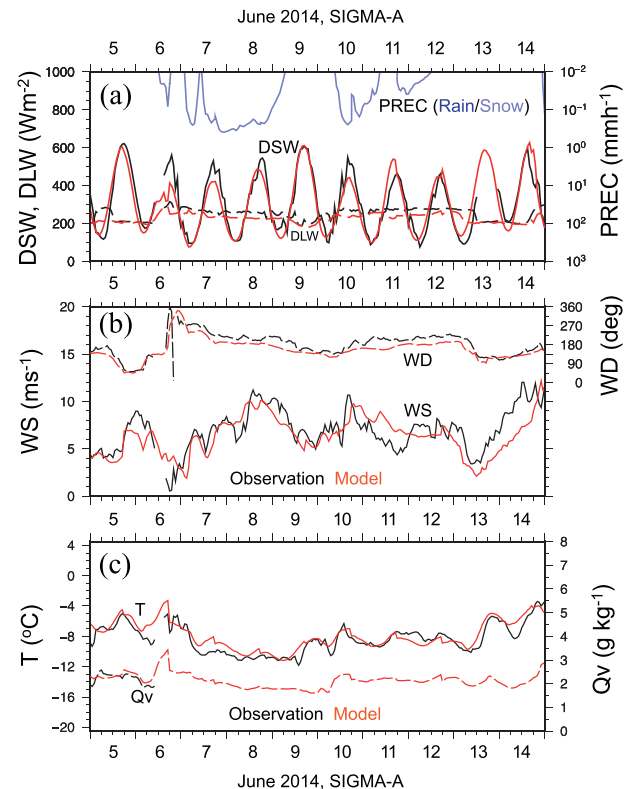 June 2014, SIGMA-A
5 6 7 8 9 10 11 12 13 14
(a)
PREC (Rain/Snow)
DSW
DLW
DSW, DLW (Wm-2)
1000
800
600
400
200
0
PREC (mmh-1)
10−2
10-1
100
101
102
103
5 6 7 8 9 10 11 12 13 14
(b)
WD
WS
Observation Model
WS (ms-1)
20
15
10
5
0
WD (deg)
360
270
180
90
0
5 6 7 8 9 10 11 12 13 14
(c)
T
Qv
Observation Model
T (oC)
4
0
−4
−8
−12
−16
−20
Qv (g kg-1)
8
7
6
5
4
3
2
1
0
5 6 7 8 9 10 11 12 13 14
June 2014, SIGMA-A